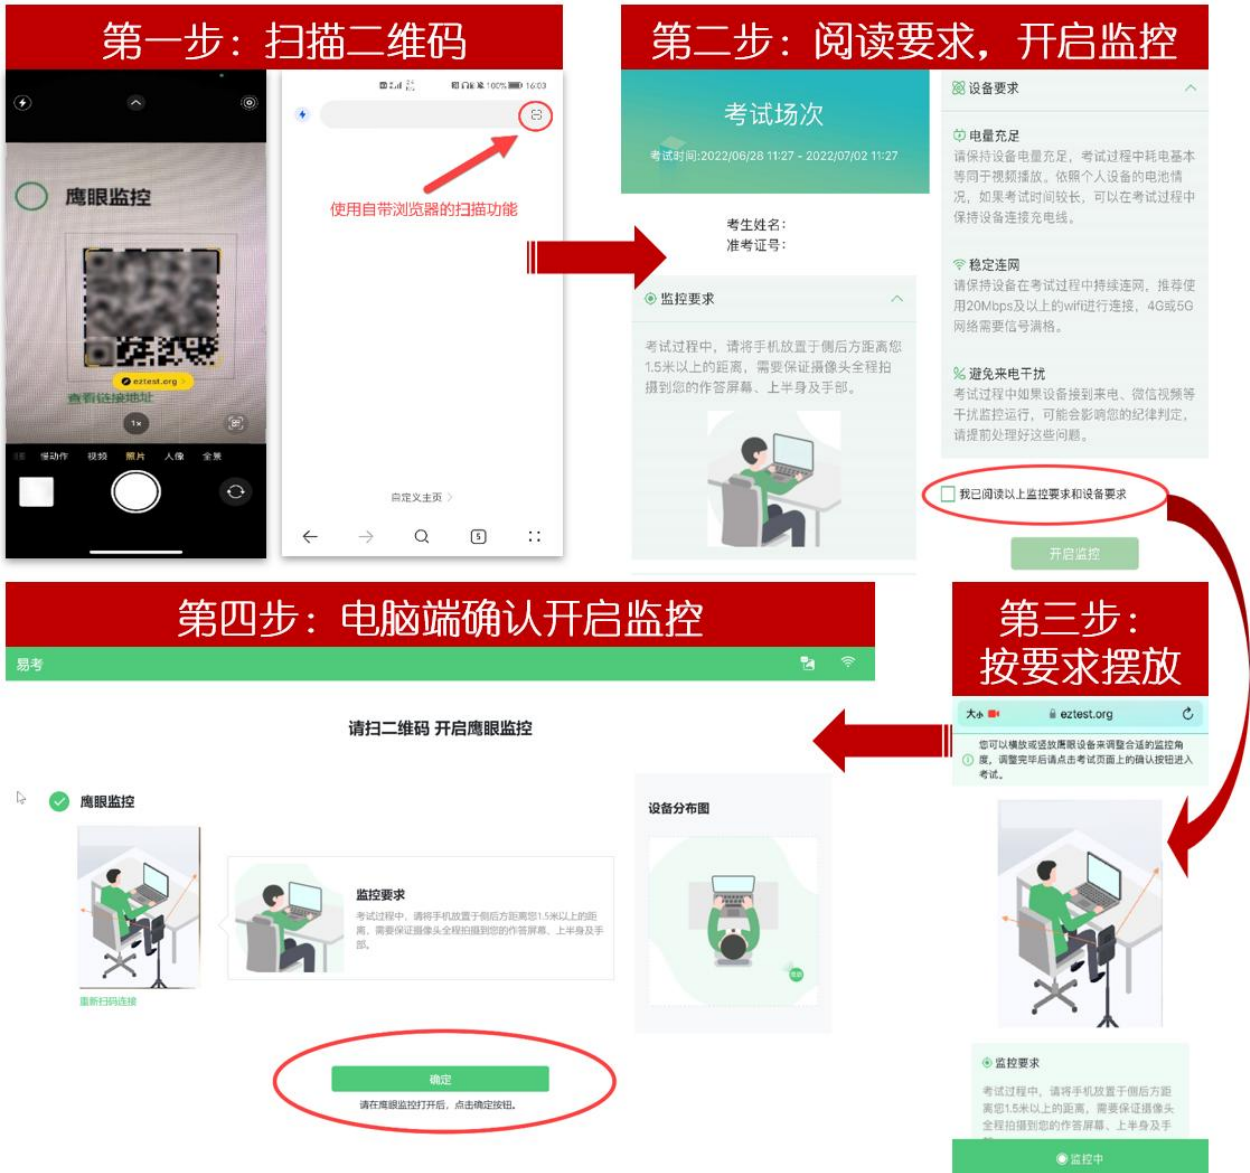 第一步：扫描二维码
鹰眼监控
eztest.org
查看链接地址
1x
慢动作 视频 照片 人像 全景
100% 16:03
使用自带浏览器的扫描功能
自定义主页
5
第二步：阅读要求，开启监控
考试场次
考试时间:2022/06/28 11:27 - 2022/07/02 11:27
考生姓名：
准考证号：
监控要求
考试过程中，请将手机放置于侧后方距离您
1.5米以上的距离，需要保证摄像头全程拍
摄到您的作答屏幕、上半身及手部。
设备要求
电量充足
请保持设备电量充足，考试过程中耗电基本
等同于视频播放。依照个人设备的电池情
况，如果考试时间较长，可以在考试过程中
保持设备连接充电线。
稳定连网
请保持设备在考试过程中持续连网，推荐使
用20Mbps及以上的wifi进行连接，4G或5G
网络需要信号满格。
避免来电干扰
考试过程中如果设备接到来电、微信视频等
干扰监控运行，可能会影响您的纪律判定，
请提前处理好这些问题。
我已阅读以上监控要求和设备要求
开启监控
第三步：
按要求摆放
大小 eztest.org
您可以横放或竖放鹰眼设备来调整合适的监控角
度，调整完毕后请点击考试页面上的确认按钮进入
考试。
监控要求
考试过程中，请将手机放置于侧后方距
离您1.5米以上的距离，需要保证摄像头
全程拍摄到您的作答屏幕、上半身及手
监控中
第四步：电脑端确认开启监控
易考
请扫二维码 开启鹰眼监控
鹰眼监控
重新扫码连接
监控要求
考试过程中，请将手机放置于侧后方距离您1.5米以上的距
离，需要保证摄像头全程拍摄到您的作答屏幕、上半身及手
部。
设备分布图
确定
请在鹰眼监控打开后，点击确定按钮。